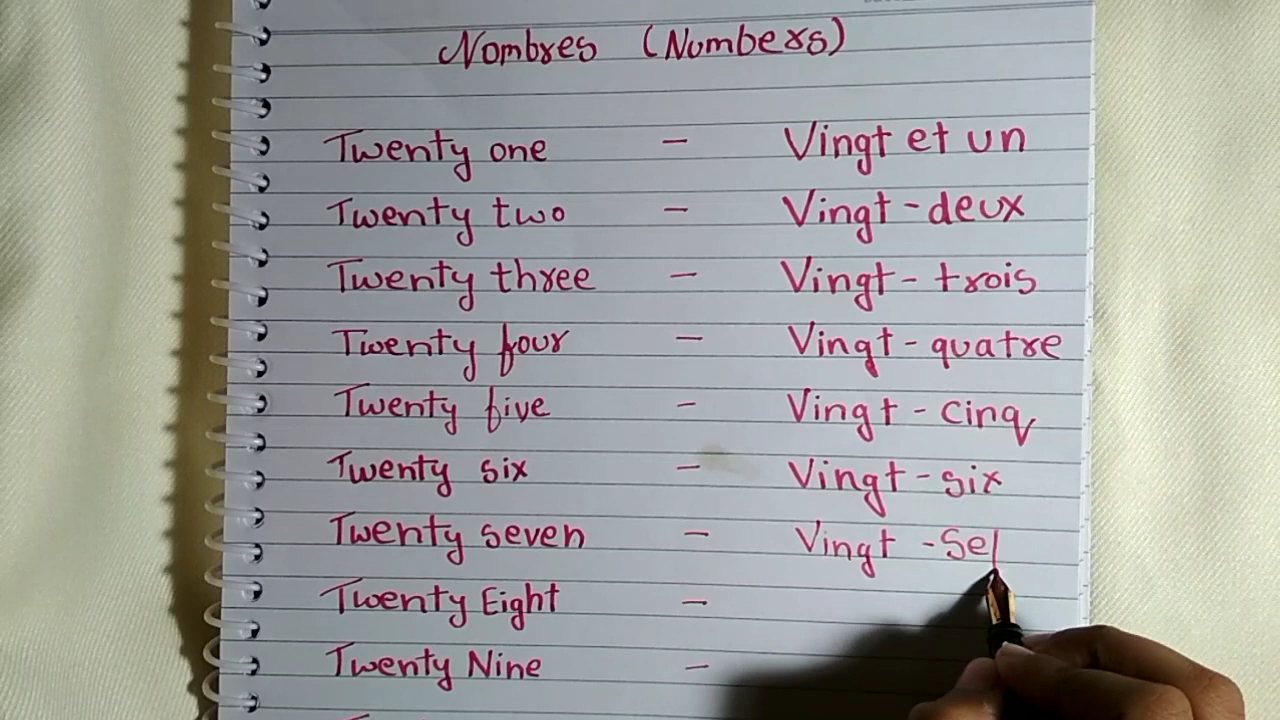 Nombres (Numbers)
Twenty one - Vingt et un
Twenty two - Vingt-deux
Twenty three - Vingt-trois
Twenty four - Vingt-quatre
Twenty five - Vingt-cinq
Twenty six - Vingt-six
Twenty seven - Vingt-Se
Twenty Eight -
Twenty Nine -